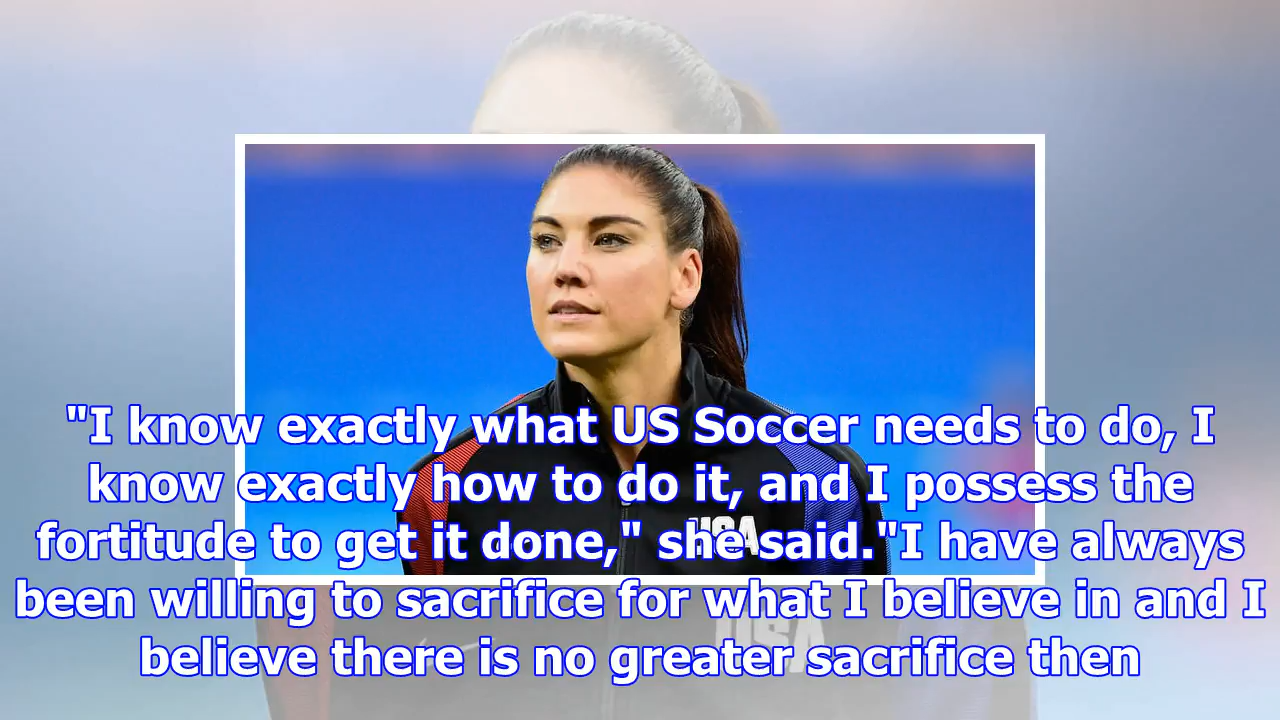 "I know exactly what US Soccer needs to do, I
know exactly how to do it, and I possess the
fortitude to get it done," she said."I have always
been willing to sacrifice for what I believe in and I
believe there is no greater sacrifice then
USA
USA